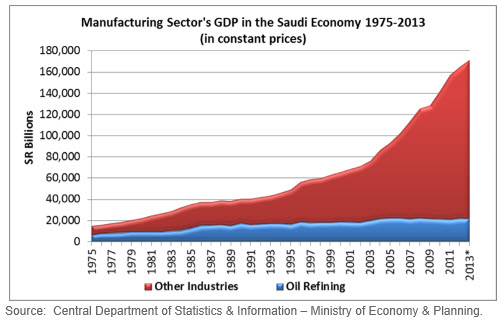 Manufacturing Sector's GDP in the Saudi Economy 1975-2013
(in constant prices)
180,000
160,000
140,000
120,000
100,000
80,000
60,000
40,000
20,000
0
SR Billions
1975 1977 1979 1981 1983 1985 1987 1989 1991 1993 1995 1997 1999 2001 2003 2005 2007 2009 2011 2013*
Other Industries Oil Refining
Source: Central Department of Statistics & Information – Ministry of Economy & Planning.